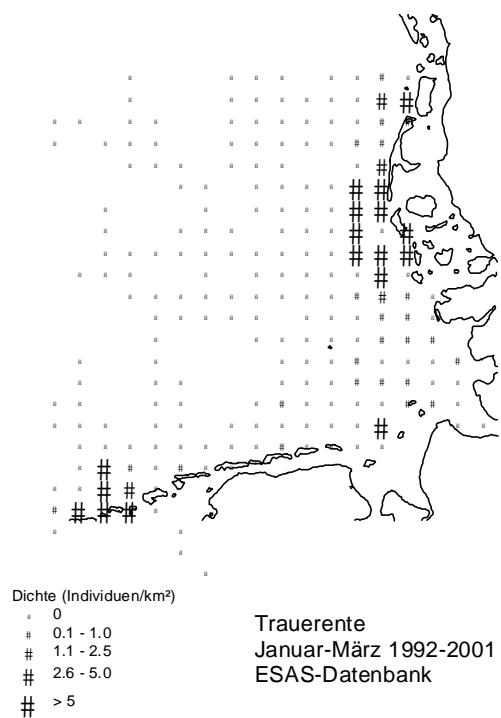 Dichte (Individuen/km²)
0
0.1 - 1.0
1.1 - 2.5
2.6 - 5.0
> 5
Trauerente
Januar-März 1992-2001
ESAS-Datenbank